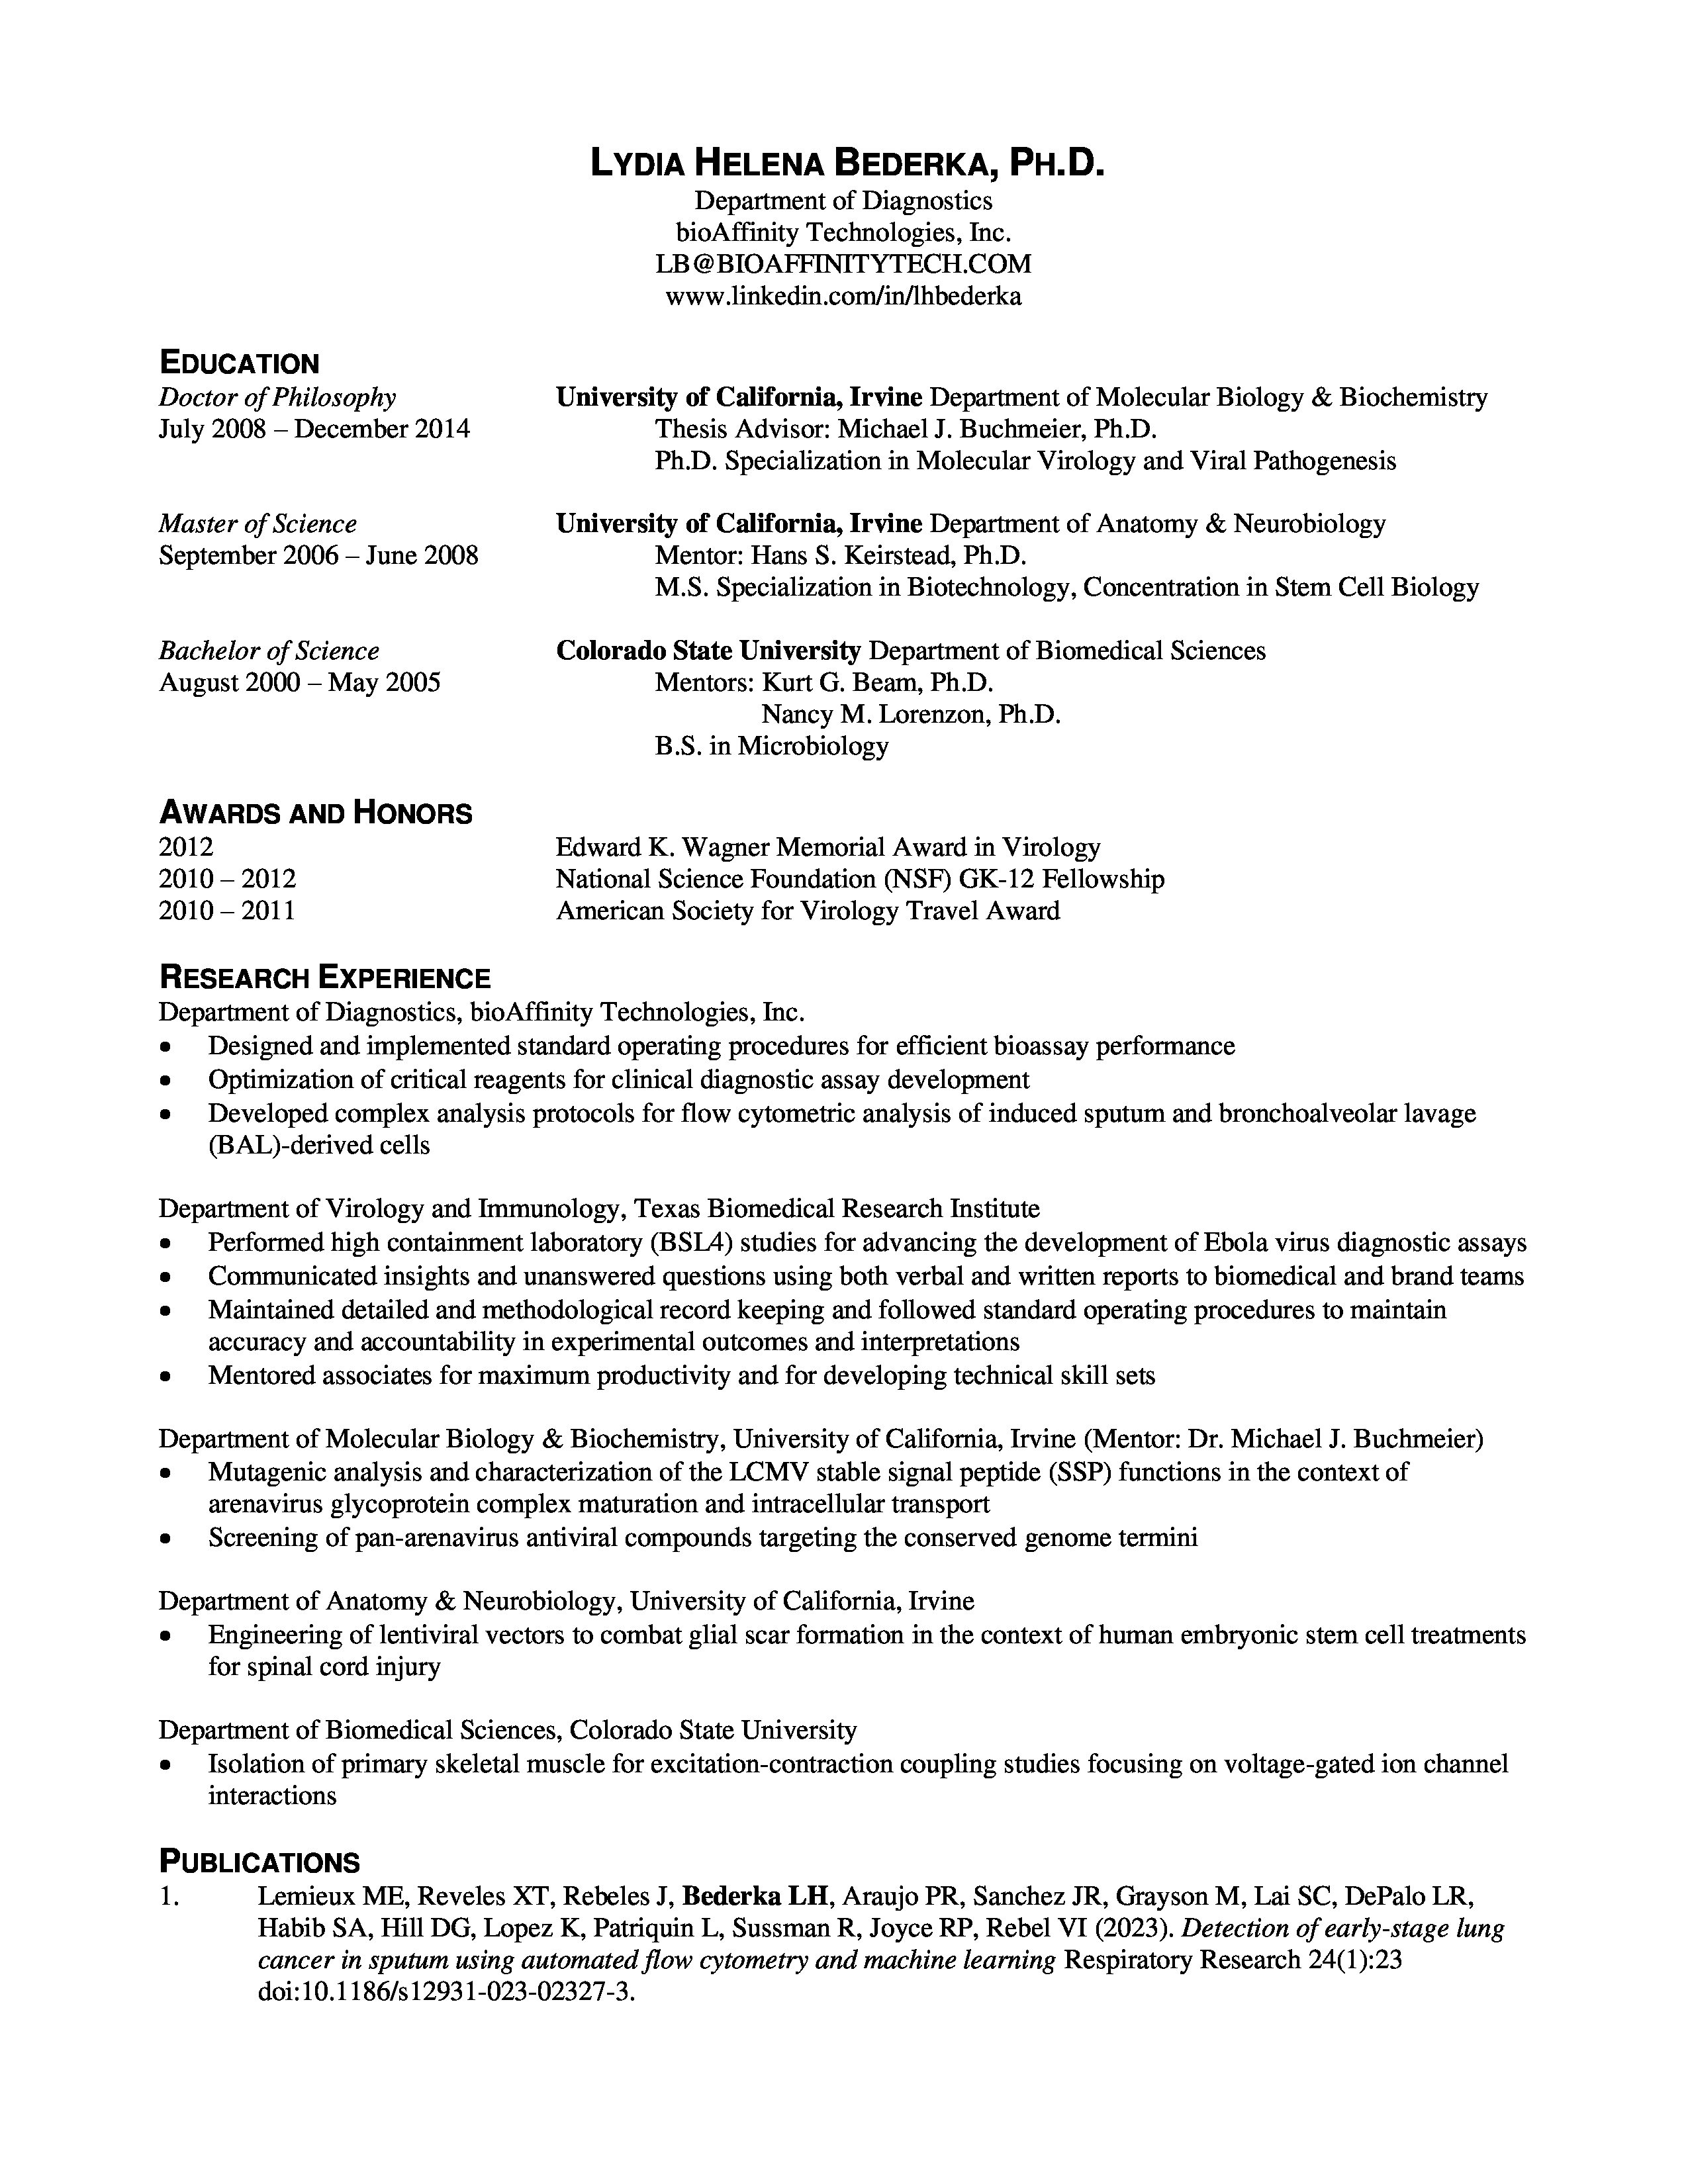 LYDIA HELENA BEDERKA, PH.D.
Department of Diagnostics
bioAffinity Technologies, Inc.
LB@BIOAFFINITYTECH.COM
www.linkedin.com/in/lhbederka
EDUCATION
Doctor of Philosophy University of California, Irvine Department of Molecular Biology & Biochemistry
July 2008 – December 2014 Thesis Advisor: Michael J. Buchmeier, Ph.D.
Ph.D. Specialization in Molecular Virology and Viral Pathogenesis
Master of Science University of California, Irvine Department of Anatomy & Neurobiology
September 2006 – June 2008 Mentor: Hans S. Keirstead, Ph.D.
M.S. Specialization in Biotechnology, Concentration in Stem Cell Biology
Bachelor of Science Colorado State University Department of Biomedical Sciences
August 2000 – May 2005 Mentors: Kurt G. Beam, Ph.D.
Nancy M. Lorenzon, Ph.D.
B.S. in Microbiology
AWARDS AND HONORS
2012 Edward K. Wagner Memorial Award in Virology
2010 – 2012 National Science Foundation (NSF) GK-12 Fellowship
2010 – 2011 American Society for Virology Travel Award
RESEARCH EXPERIENCE
Department of Diagnostics, bioAffinity Technologies, Inc.
• Designed and implemented standard operating procedures for efficient bioassay performance
• Optimization of critical reagents for clinical diagnostic assay development
• Developed complex analysis protocols for flow cytometric analysis of induced sputum and bronchoalveolar lavage
(BAL)-derived cells
Department of Virology and Immunology, Texas Biomedical Research Institute
• Performed high containment laboratory (BSL4) studies for advancing the development of Ebola virus diagnostic assays
• Communicated insights and unanswered questions using both verbal and written reports to biomedical and brand teams
• Maintained detailed and methodological record keeping and followed standard operating procedures to maintain
accuracy and accountability in experimental outcomes and interpretations
• Mentored associates for maximum productivity and for developing technical skill sets
Department of Molecular Biology & Biochemistry, University of California, Irvine (Mentor: Dr. Michael J. Buchmeier)
• Mutagenic analysis and characterization of the LCMV stable signal peptide (SSP) functions in the context of
arenavirus glycoprotein complex maturation and intracellular transport
• Screening of pan-arenavirus antiviral compounds targeting the conserved genome termini
Department of Anatomy & Neurobiology, University of California, Irvine
• Engineering of lentiviral vectors to combat glial scar formation in the context of human embryonic stem cell treatments
for spinal cord injury
Department of Biomedical Sciences, Colorado State University
• Isolation of primary skeletal muscle for excitation-contraction coupling studies focusing on voltage-gated ion channel
interactions
PUBLICATIONS
1. Lemieux ME, Reveles XT, Rebeles J, Bederka LH, Araujo PR, Sanchez JR, Grayson M, Lai SC, DePalo LR,
Habib SA, Hill DG, Lopez K, Patriquin L, Sussman R, Joyce RP, Rebel VI (2023). Detection of early-stage lung
cancer in sputum using automated flow cytometry and machine learning Respiratory Research 24(1):23
doi:10.1186/s12931-023-02327-3.